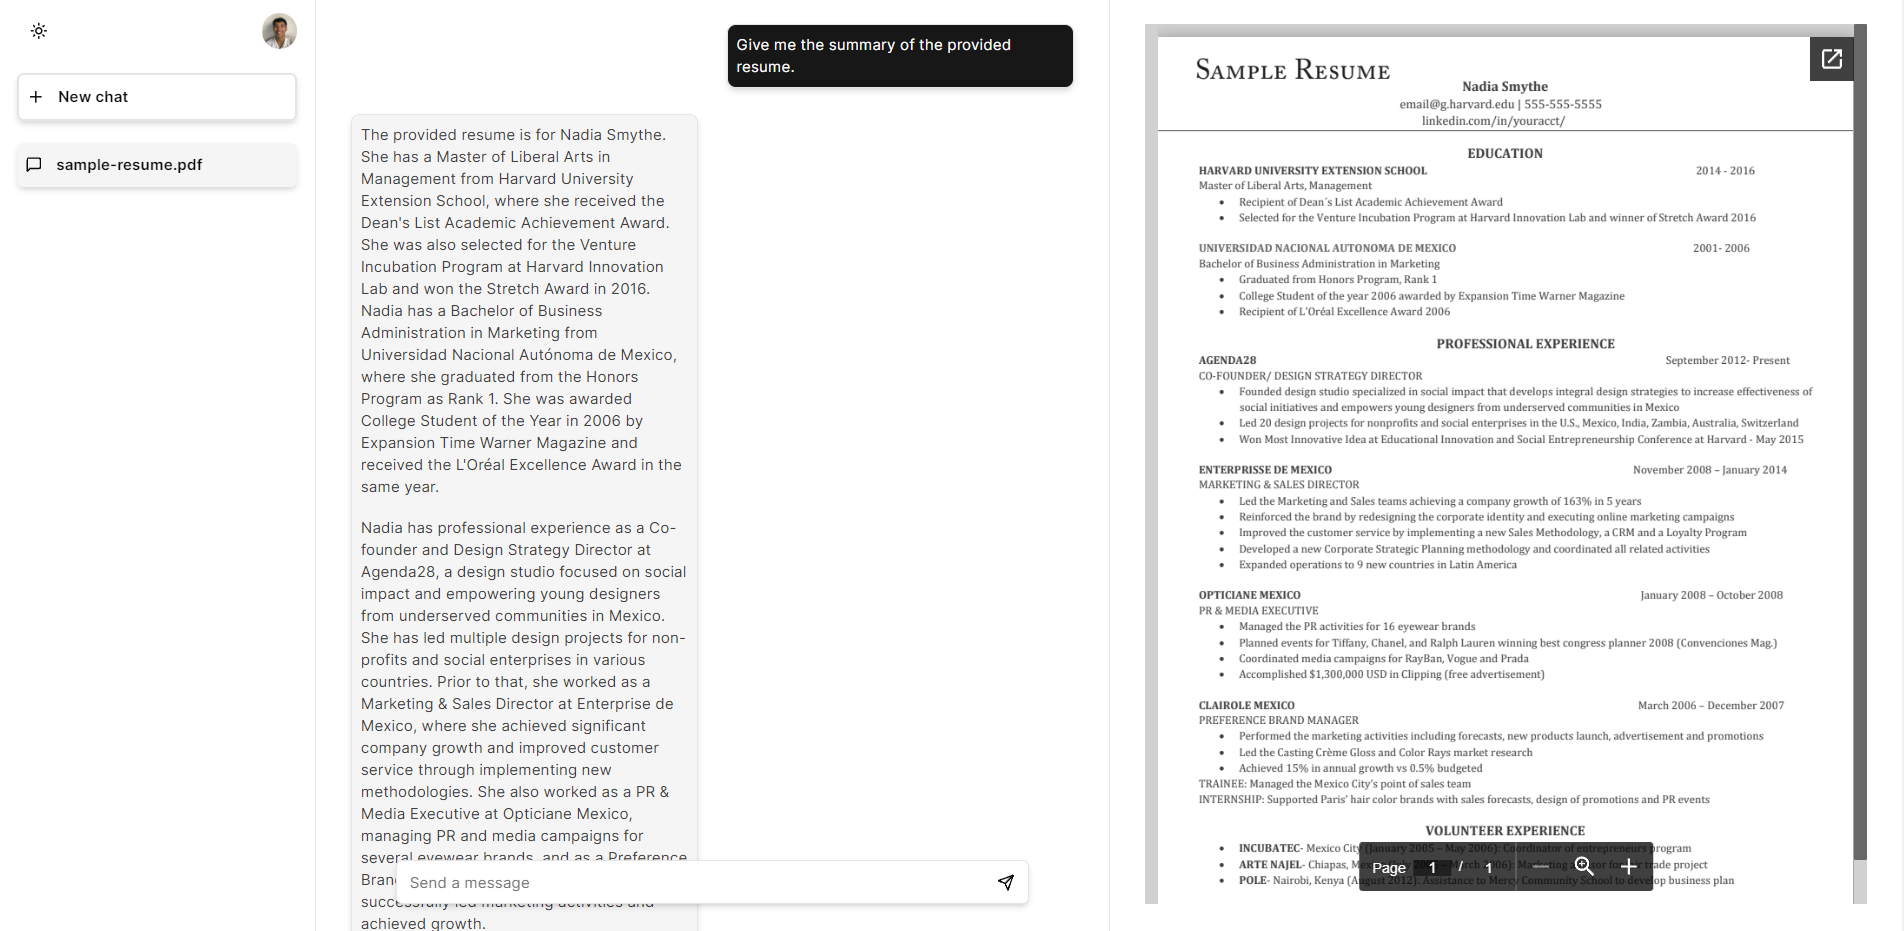 New chat
sample-resume.pdf
Give me the summary of the provided
resume.
The provided resume is for Nadia Smythe.
She has a Master of Liberal Arts in
Management from Harvard University
Extension School, where she received the
Dean's List Academic Achievement Award.
She was also selected for the Venture
Incubation Program at Harvard Innovation
Lab and won the Stretch Award in 2016.
Nadia has a Bachelor of Business
Administration in Marketing from
Universidad Nacional Autónoma de Mexico,
where she graduated from the Honors
Program as Rank 1. She was awarded
College Student of the Year in 2006 by
Expansion Time Warner Magazine and
received the L'Oréal Excellence Award in the
same year.
Nadia has professional experience as a Co-
founder and Design Strategy Director at
Agenda28, a design studio focused on social
impact and empowering young designers
from underserved communities in Mexico.
She has led multiple design projects for non-
profits and social enterprises in various
countries. Prior to that, she worked as a
Marketing & Sales Director at Enterprise de
Mexico, where she achieved significant
company growth and improved customer
service through implementing new
methodologies. She also worked as a PR &
Media Executive at Opticiane Mexico,
managing PR and media campaigns for
several eyewear brands, and as a Preference
Bran
successfully led marketing activities and
achieved growth.
Send a message
SAMPLE RESUME
Nadia Smythe
email@g.harvard.edu | 555-555-5555
linkedin.com/in/youracct/
EDUCATION
HARVARD UNIVERSITY EXTENSION SCHOOL 2014 - 2016
Master of Liberal Arts, Management
• Recipient of Dean´s List Academic Achievement Award
• Selected for the Venture Incubation Program at Harvard Innovation Lab and winner of Stretch Award 2016
UNIVERSIDAD NACIONAL AUTONOMA DE MEXICO 2001- 2006
Bachelor of Business Administration in Marketing
• Graduated from Honors Program, Rank 1
• College Student of the year 2006 awarded by Expansion Time Warner Magazine
• Recipient of L'Oréal Excellence Award 2006
PROFESSIONAL EXPERIENCE
AGENDA28 September 2012- Present
CO-FOUNDER/ DESIGN STRATEGY DIRECTOR
• Founded design studio specialized in social impact that develops integral design strategies to increase effectiveness of
social initiatives and empowers young designers from underserved communities in Mexico
• Led 20 design projects for nonprofits and social enterprises in the U.S., Mexico, India, Zambia, Australia, Switzerland
• Won Most Innovative Idea at Educational Innovation and Social Entrepreneurship Conference at Harvard - May 2015
ENTERPRISSE DE MEXICO November 2008 – January 2014
MARKETING & SALES DIRECTOR
• Led the Marketing and Sales teams achieving a company growth of 163% in 5 years
• Reinforced the brand by redesigning the corporate identity and executing online marketing campaigns
• Improved the customer service by implementing a new Sales Methodology, a CRM and a Loyalty Program
• Developed a new Corporate Strategic Planning methodology and coordinated all related activities
• Expanded operations to 9 new countries in Latin America
OPTICIANE MEXICO January 2008 – October 2008
PR & MEDIA EXECUTIVE
• Managed the PR activities for 16 eyewear brands
• Planned events for Tiffany, Chanel, and Ralph Lauren winning best congress planner 2008 (Convenciones Mag.)
• Coordinated media campaigns for RayBan, Vogue and Prada
• Accomplished $1,300,000 USD in Clipping (free advertisement)
CLAIROLE MEXICO March 2006 – December 2007
PREFERENCE BRAND MANAGER
• Performed the marketing activities including forecasts, new products launch, advertisement and promotions
• Led the Casting Crème Gloss and Color Rays market research
• Achieved 15% in annual growth vs 0.5% budgeted
TRAINEE: Managed the Mexico City's point of sales team
INTERNSHIP: Supported Paris' hair color brands with sales forecasts, design of promotions and PR events
VOLUNTEER EXPERIENCE
• INCUBATEC- Mexico City (January 2005 – May 2006): Coordinator of entrepreneurs program
• ARTE NAJEL- Chiapas, Mexico (July 2005 – March 2006): Marketing advisor for fair trade project
• POLE- Nairobi, Kenya (August 2012): Assistance to Mercy Community School to develop business plan
Page 1 / 1